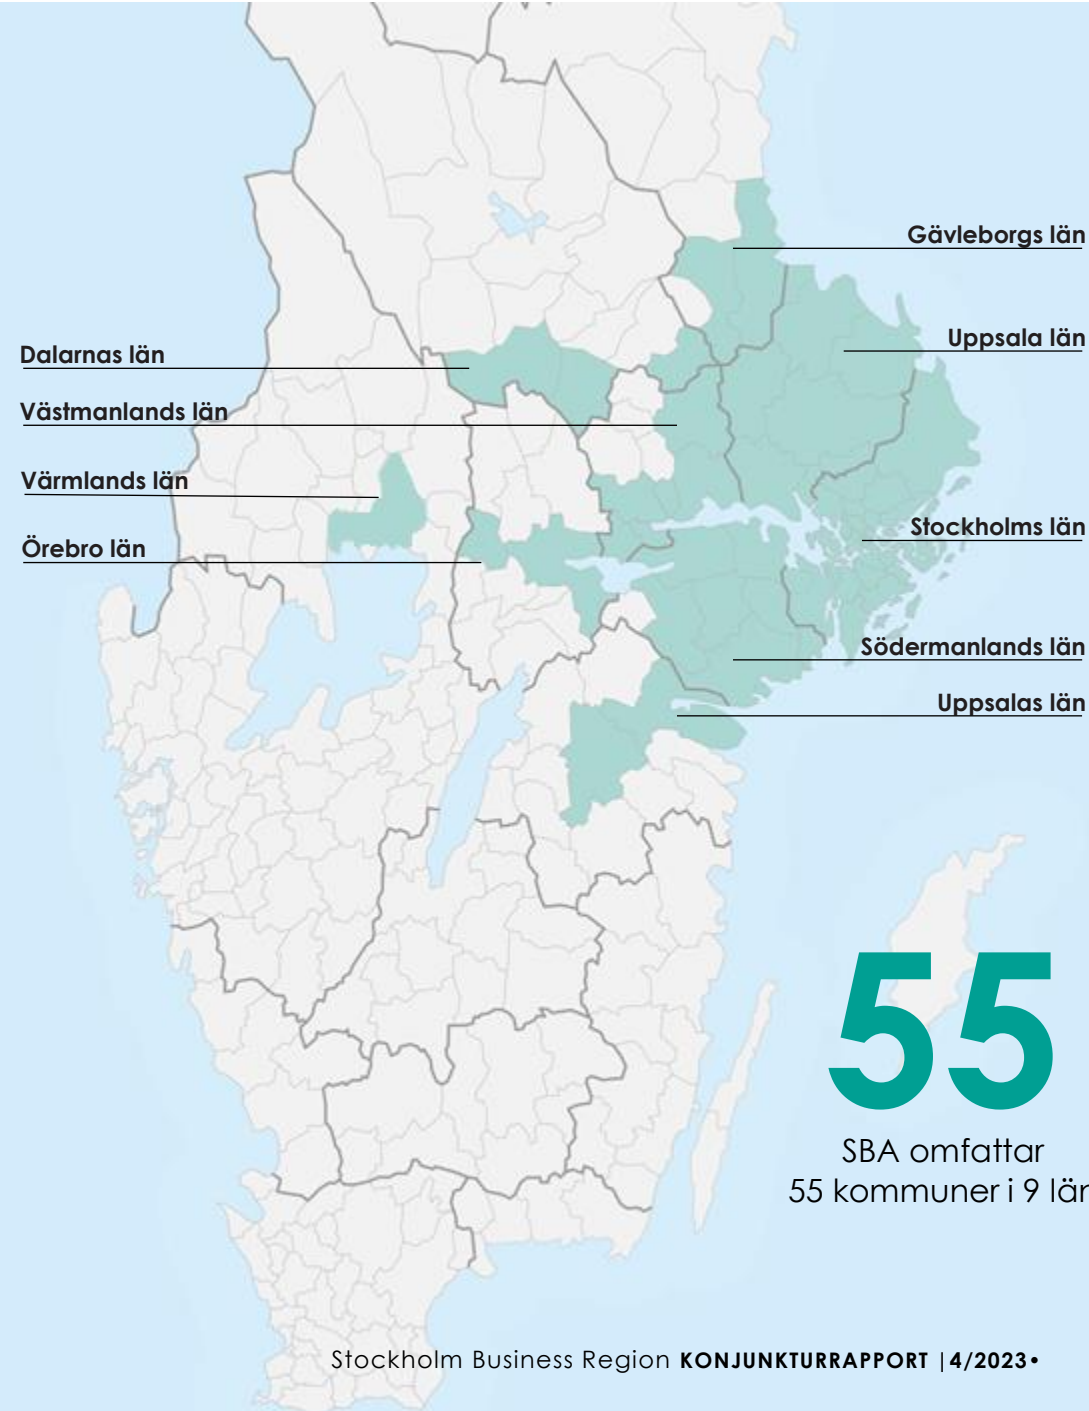 Gävleborgs län
Uppsala län
Dalarnas län
Västmanlands län
Värmlands län
Stockholms län
Örebro län
Södermanlands län
Uppsalas län
55
SBA omfattar
55 kommuner i 9 län
Stockholm Business Region KONJUNKTURRAPPORT |4/2023•